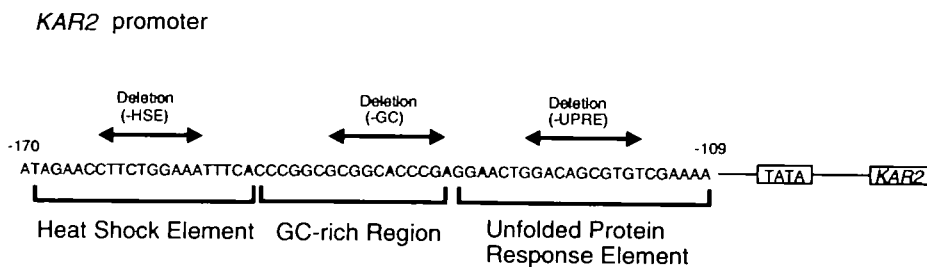 KAR2 promoter
Deletion
(-HSE)
Deletion
(-GC)
Deletion
(-UPRE)
-170
-109
ATAGAACCTTCTGGAAATTTCACCCGGCGCGGCACCCGAGGAACTGGACAGCGTGTCGAAAA
TATA
KAR2
Heat Shock Element
GC-rich Region
Unfolded Protein
Response Element